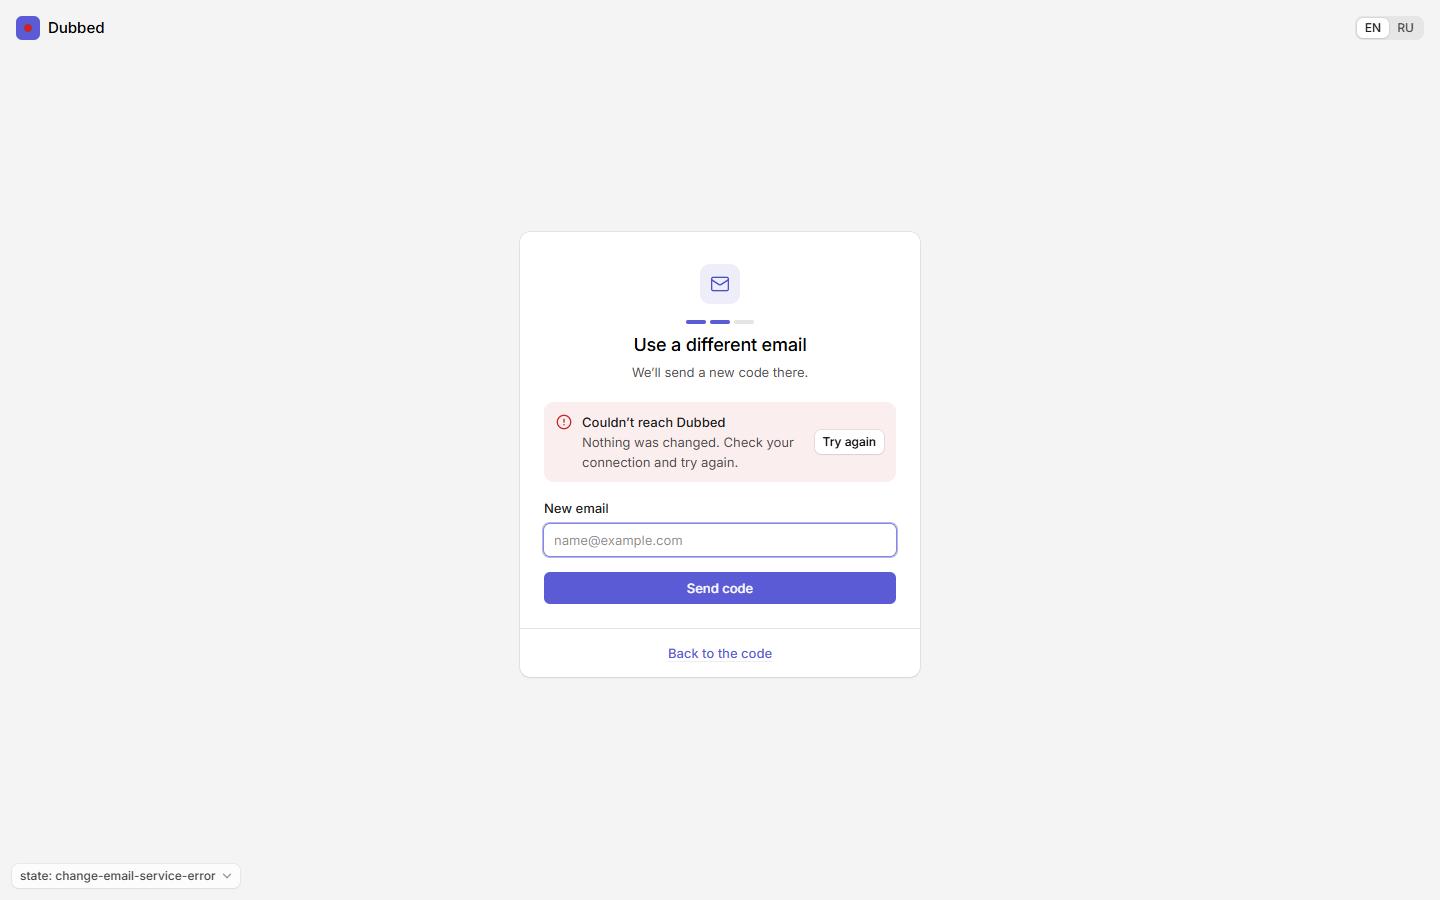 Dubbed
EN RU
Use a different email
We’ll send a new code there.
Couldn’t reach Dubbed
Nothing was changed. Check your
connection and try again.
Try again
New email
name@example.com
Send code
Back to the code
state: change-email-service-error